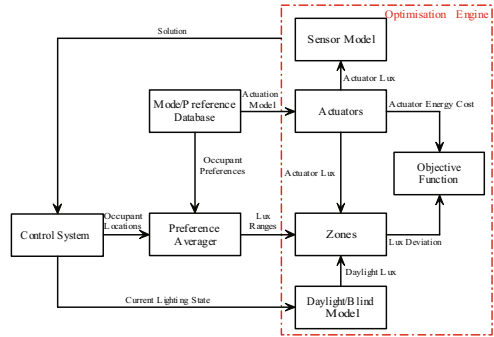 Optimisation Engine
Solution
Sensor Model
Actuator Lux
Mode/Preference
Database
Actuation
Model
Actuators
Actuator Energy Cost
Occupant
Preferences
Actuator Lux
Objective
Function
Control System
Occupant
Locations
Preference
Averager
Lux
Ranges
Zones
Lux Deviation
Daylight Lux
Current Lighting State
Daylight/Blind
Model